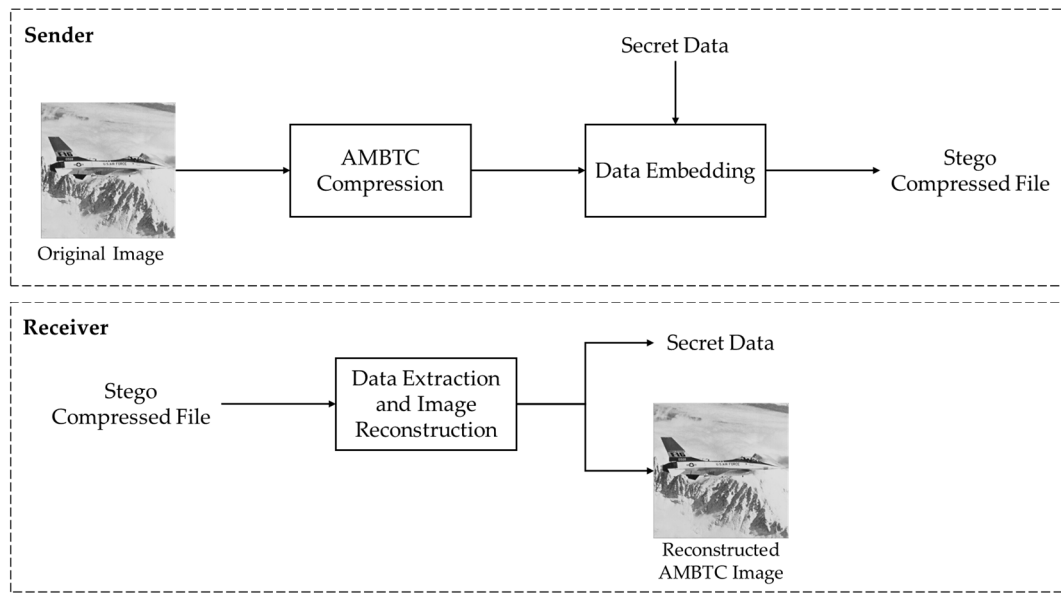 Sender
Secret Data
AMBTC
Compression
Data Embedding
Stego
Compressed File
Original Image
Receiver
Secret Data
Stego
Compressed File
Data Extraction
and Image
Reconstruction
Reconstructed
AMBTC Image